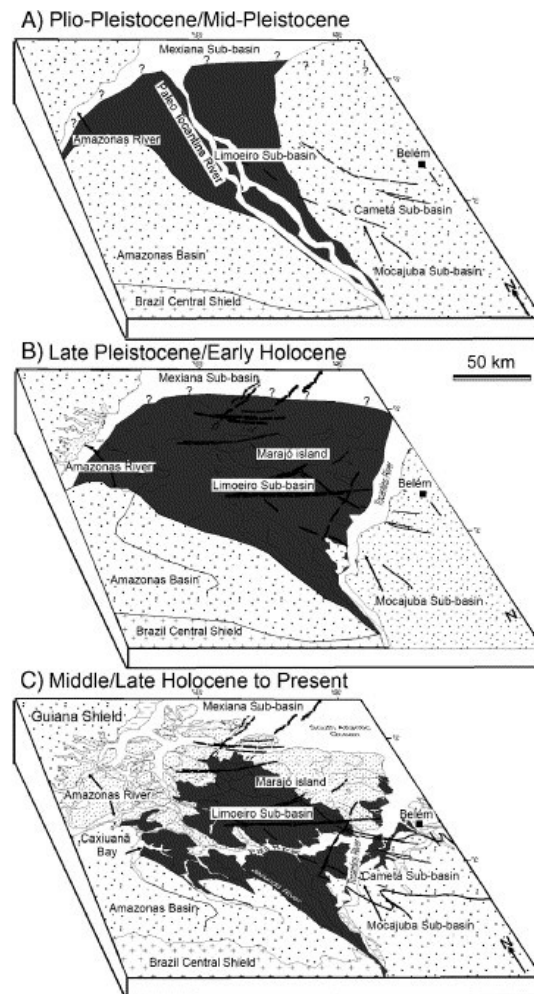 A) Plio-Pleistocene/Mid-Pleistocene
Mexiana Sub-basin
?
?
?
?
?
Paleo Tocantins River
Amazonas River
Limoeiro Sub-basin
Belém
Cametá Sub-basin
Amazonas Basin
Mocajuba Sub-basin
Brazil Central Shield
N
B) Late Pleistocene/Early Holocene
50 km
Mexiana Sub-basin
?
?
?
Marajó island
Amazonas River
Limoeiro Sub-basin
Tocantins River
Belém
Amazonas Basin
Mocajuba Sub-basin
Brazil Central Shield
N
C) Middle/Late Holocene to Present
Guiana Shield
Mexiana Sub-basin
South Atlantic
Ocean
Marajó island
Amazonas River
Limoeiro Sub-basin
Belém
Caxiuanã
Bay
River
Cametá Sub-basin
Amazonas Basin
Mocajuba Sub-basin
Brazil Central Shield
N